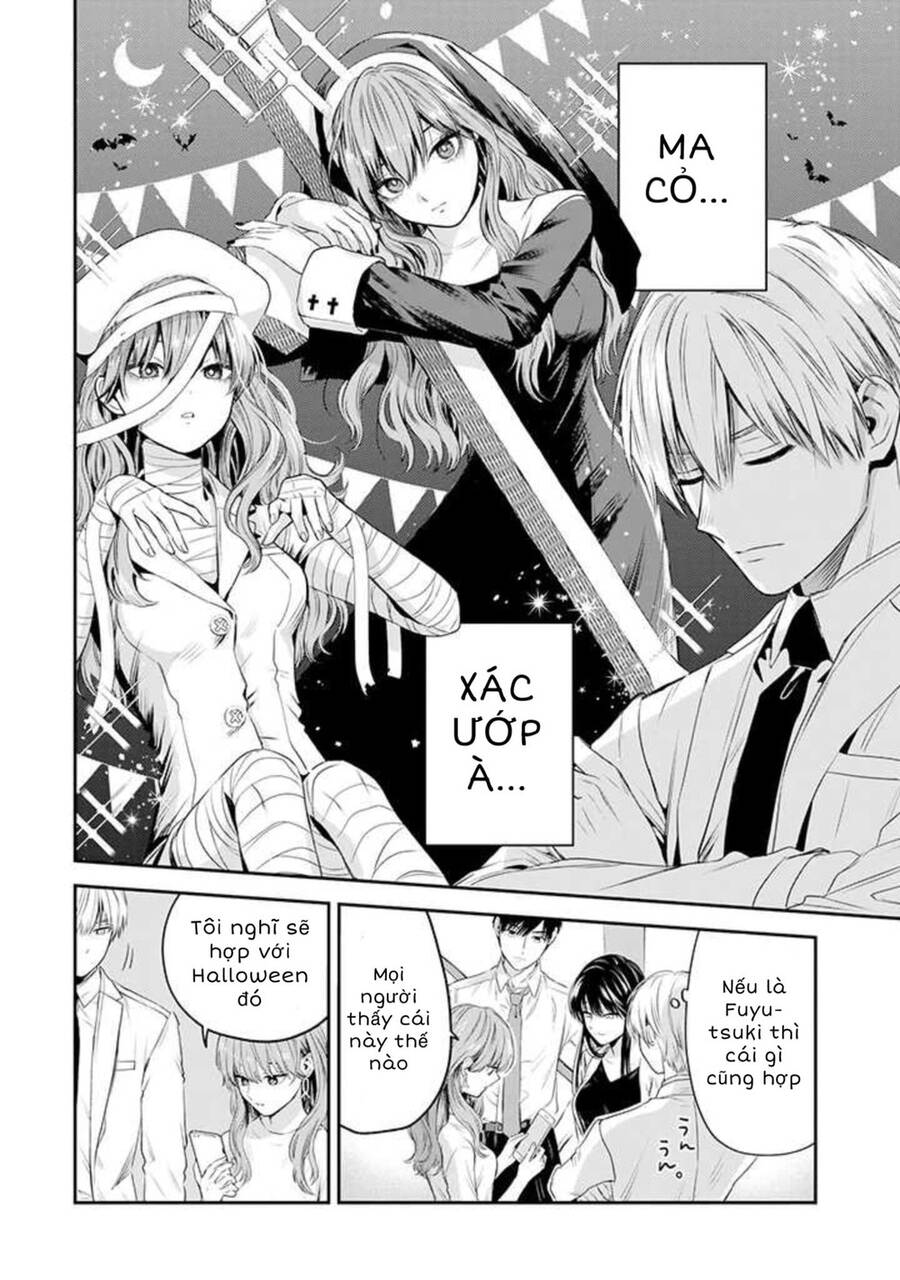 MA
CỎ...
XÁC
ƯỚP
À...
Nếu là
Fuyu-
tsuki thì
cái gì
cũng hợp
うん
うん。
Mọi
người
thấy cái
này thế
nào
Tôi nghĩ sẽ
hợp với
Halloween
đó